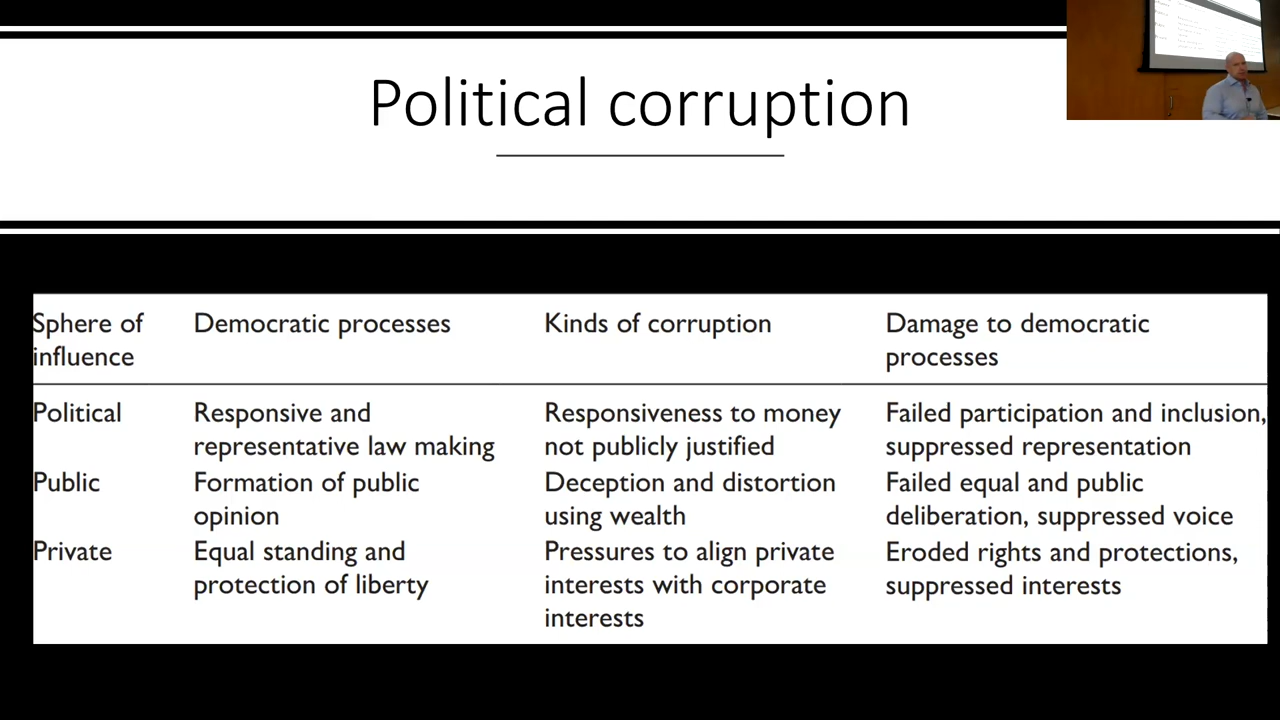 Political corruption
Sphere of influence | Democratic processes | Kinds of corruption | Damage to democratic processes
Political | Responsive and representative law making | Responsiveness to money not publicly justified | Failed participation and inclusion, suppressed representation
Public | Formation of public opinion | Deception and distortion using wealth | Failed equal and public deliberation, suppressed voice
Private | Equal standing and protection of liberty | Pressures to align private interests with corporate interests | Eroded rights and protections, suppressed interests